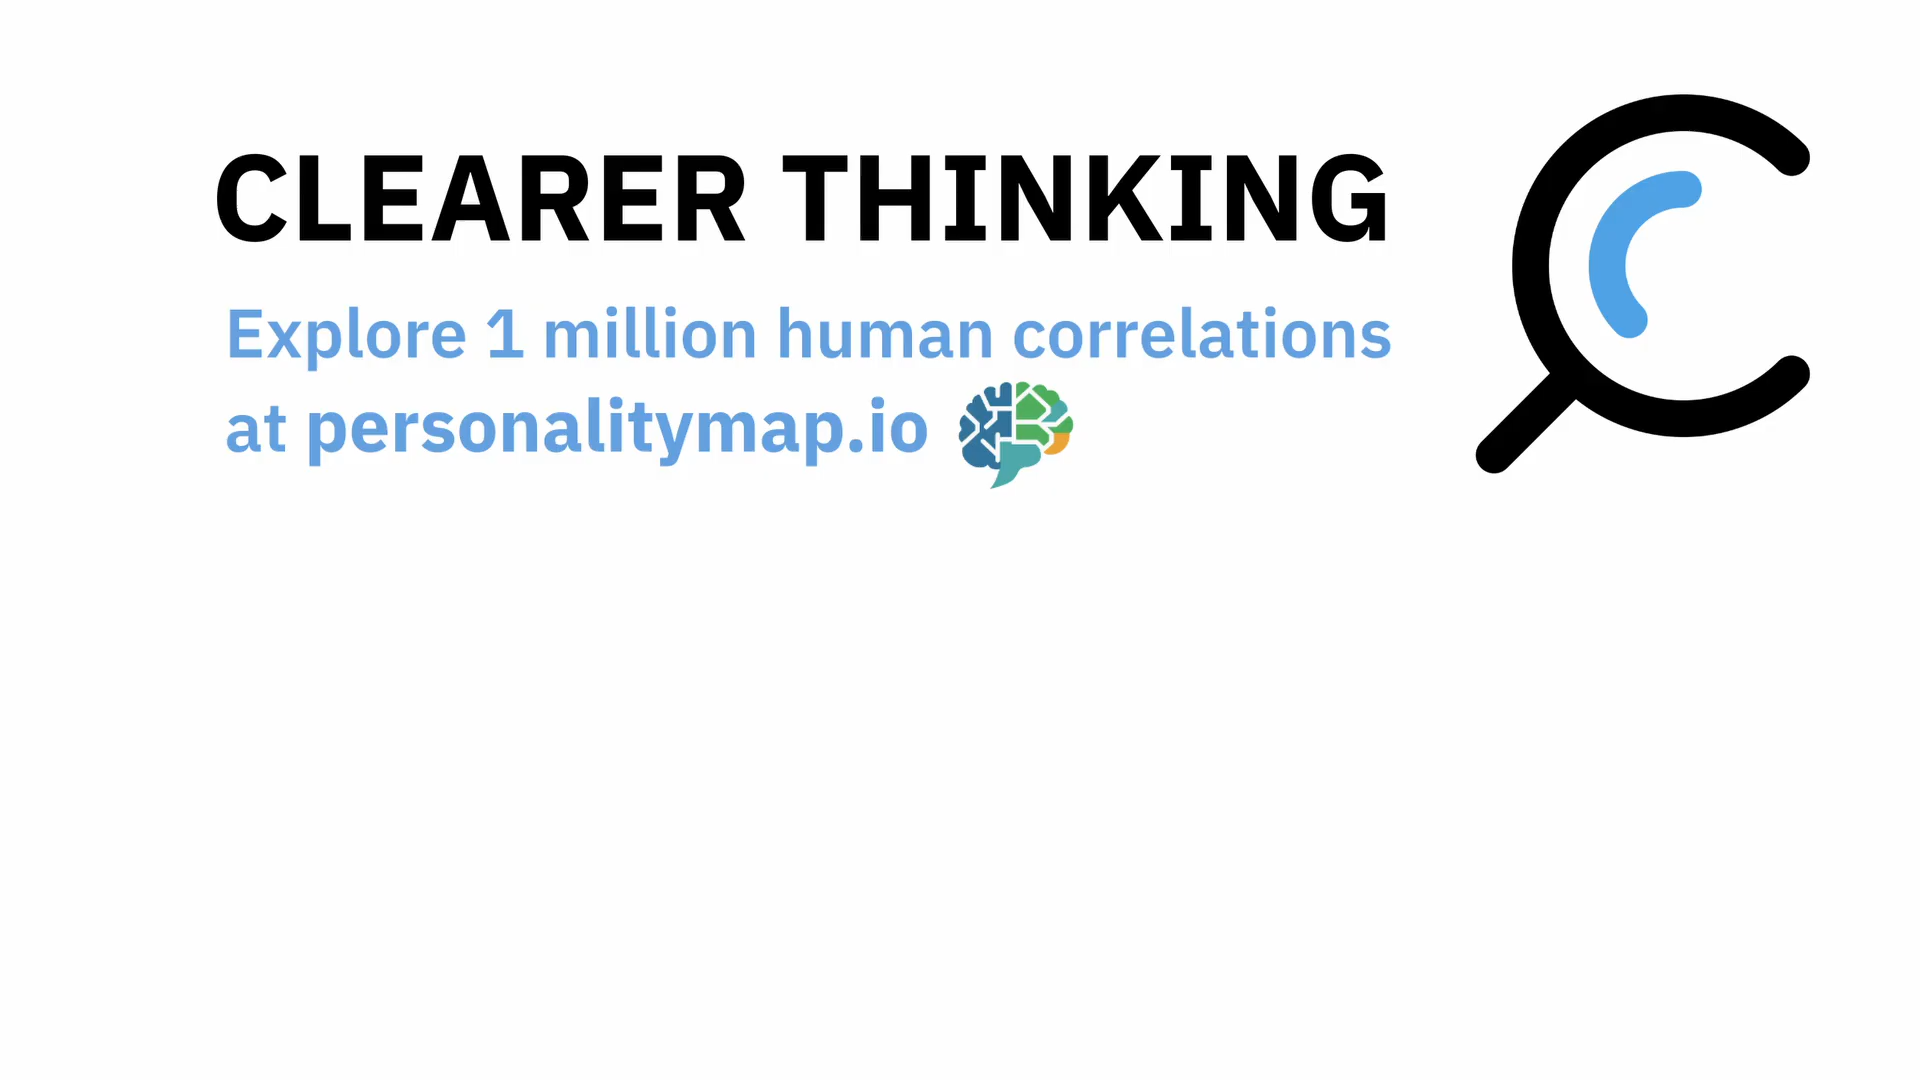 CLEARER THINKING
Explore 1 million human correlations
at personalitymap.io